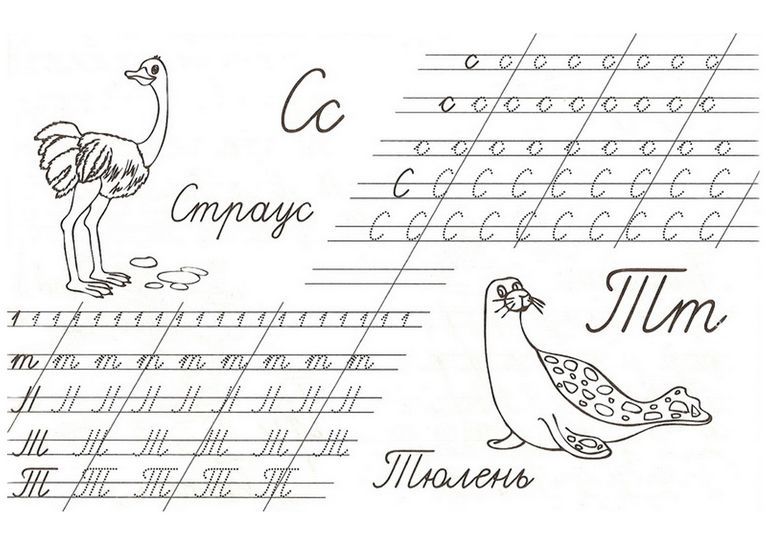 Сс
с с с с с с с с
с с с с с с с с с
с с с с с с с с с с
С С С С С С С С С
С С С С С С С С С С
Страус
Тт
т т т т т т т т т
Т Т Т Т Т Т
Т Т Т Т Т
Тюлень